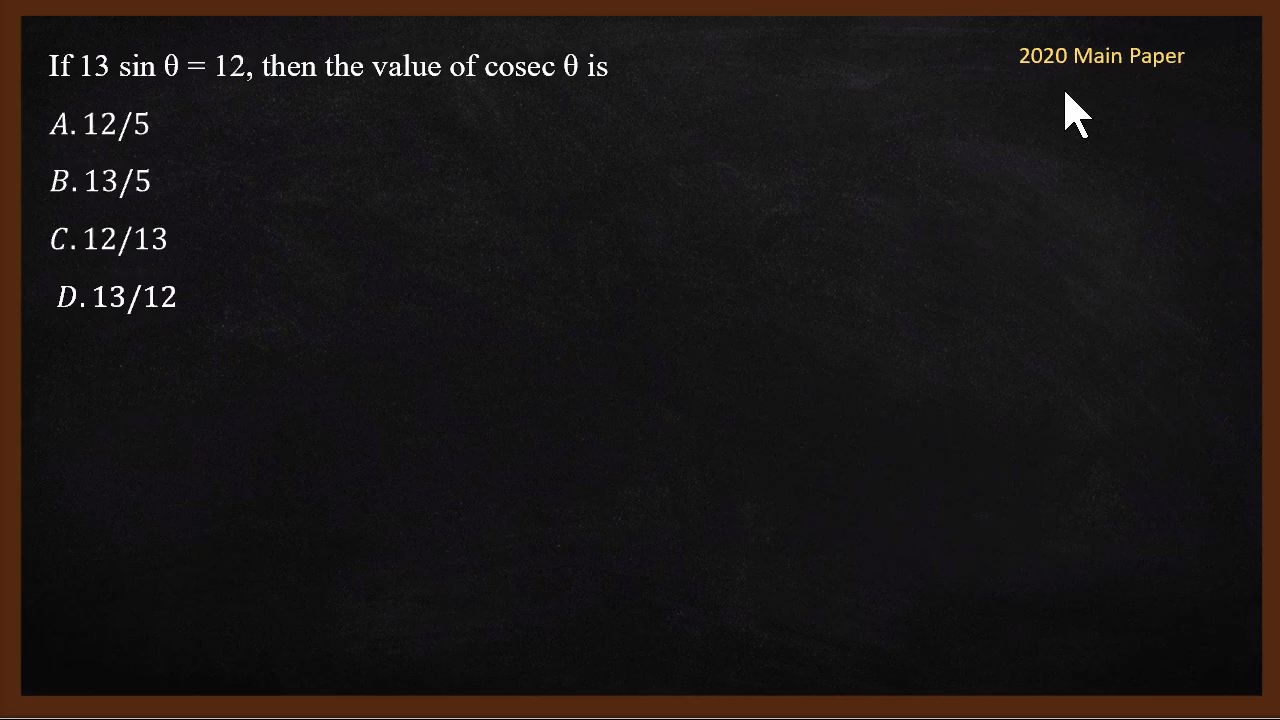 If 13 sin θ = 12, then the value of cosec θ is
2020 Main Paper
A. 12/5
B. 13/5
C. 12/13
D. 13/12